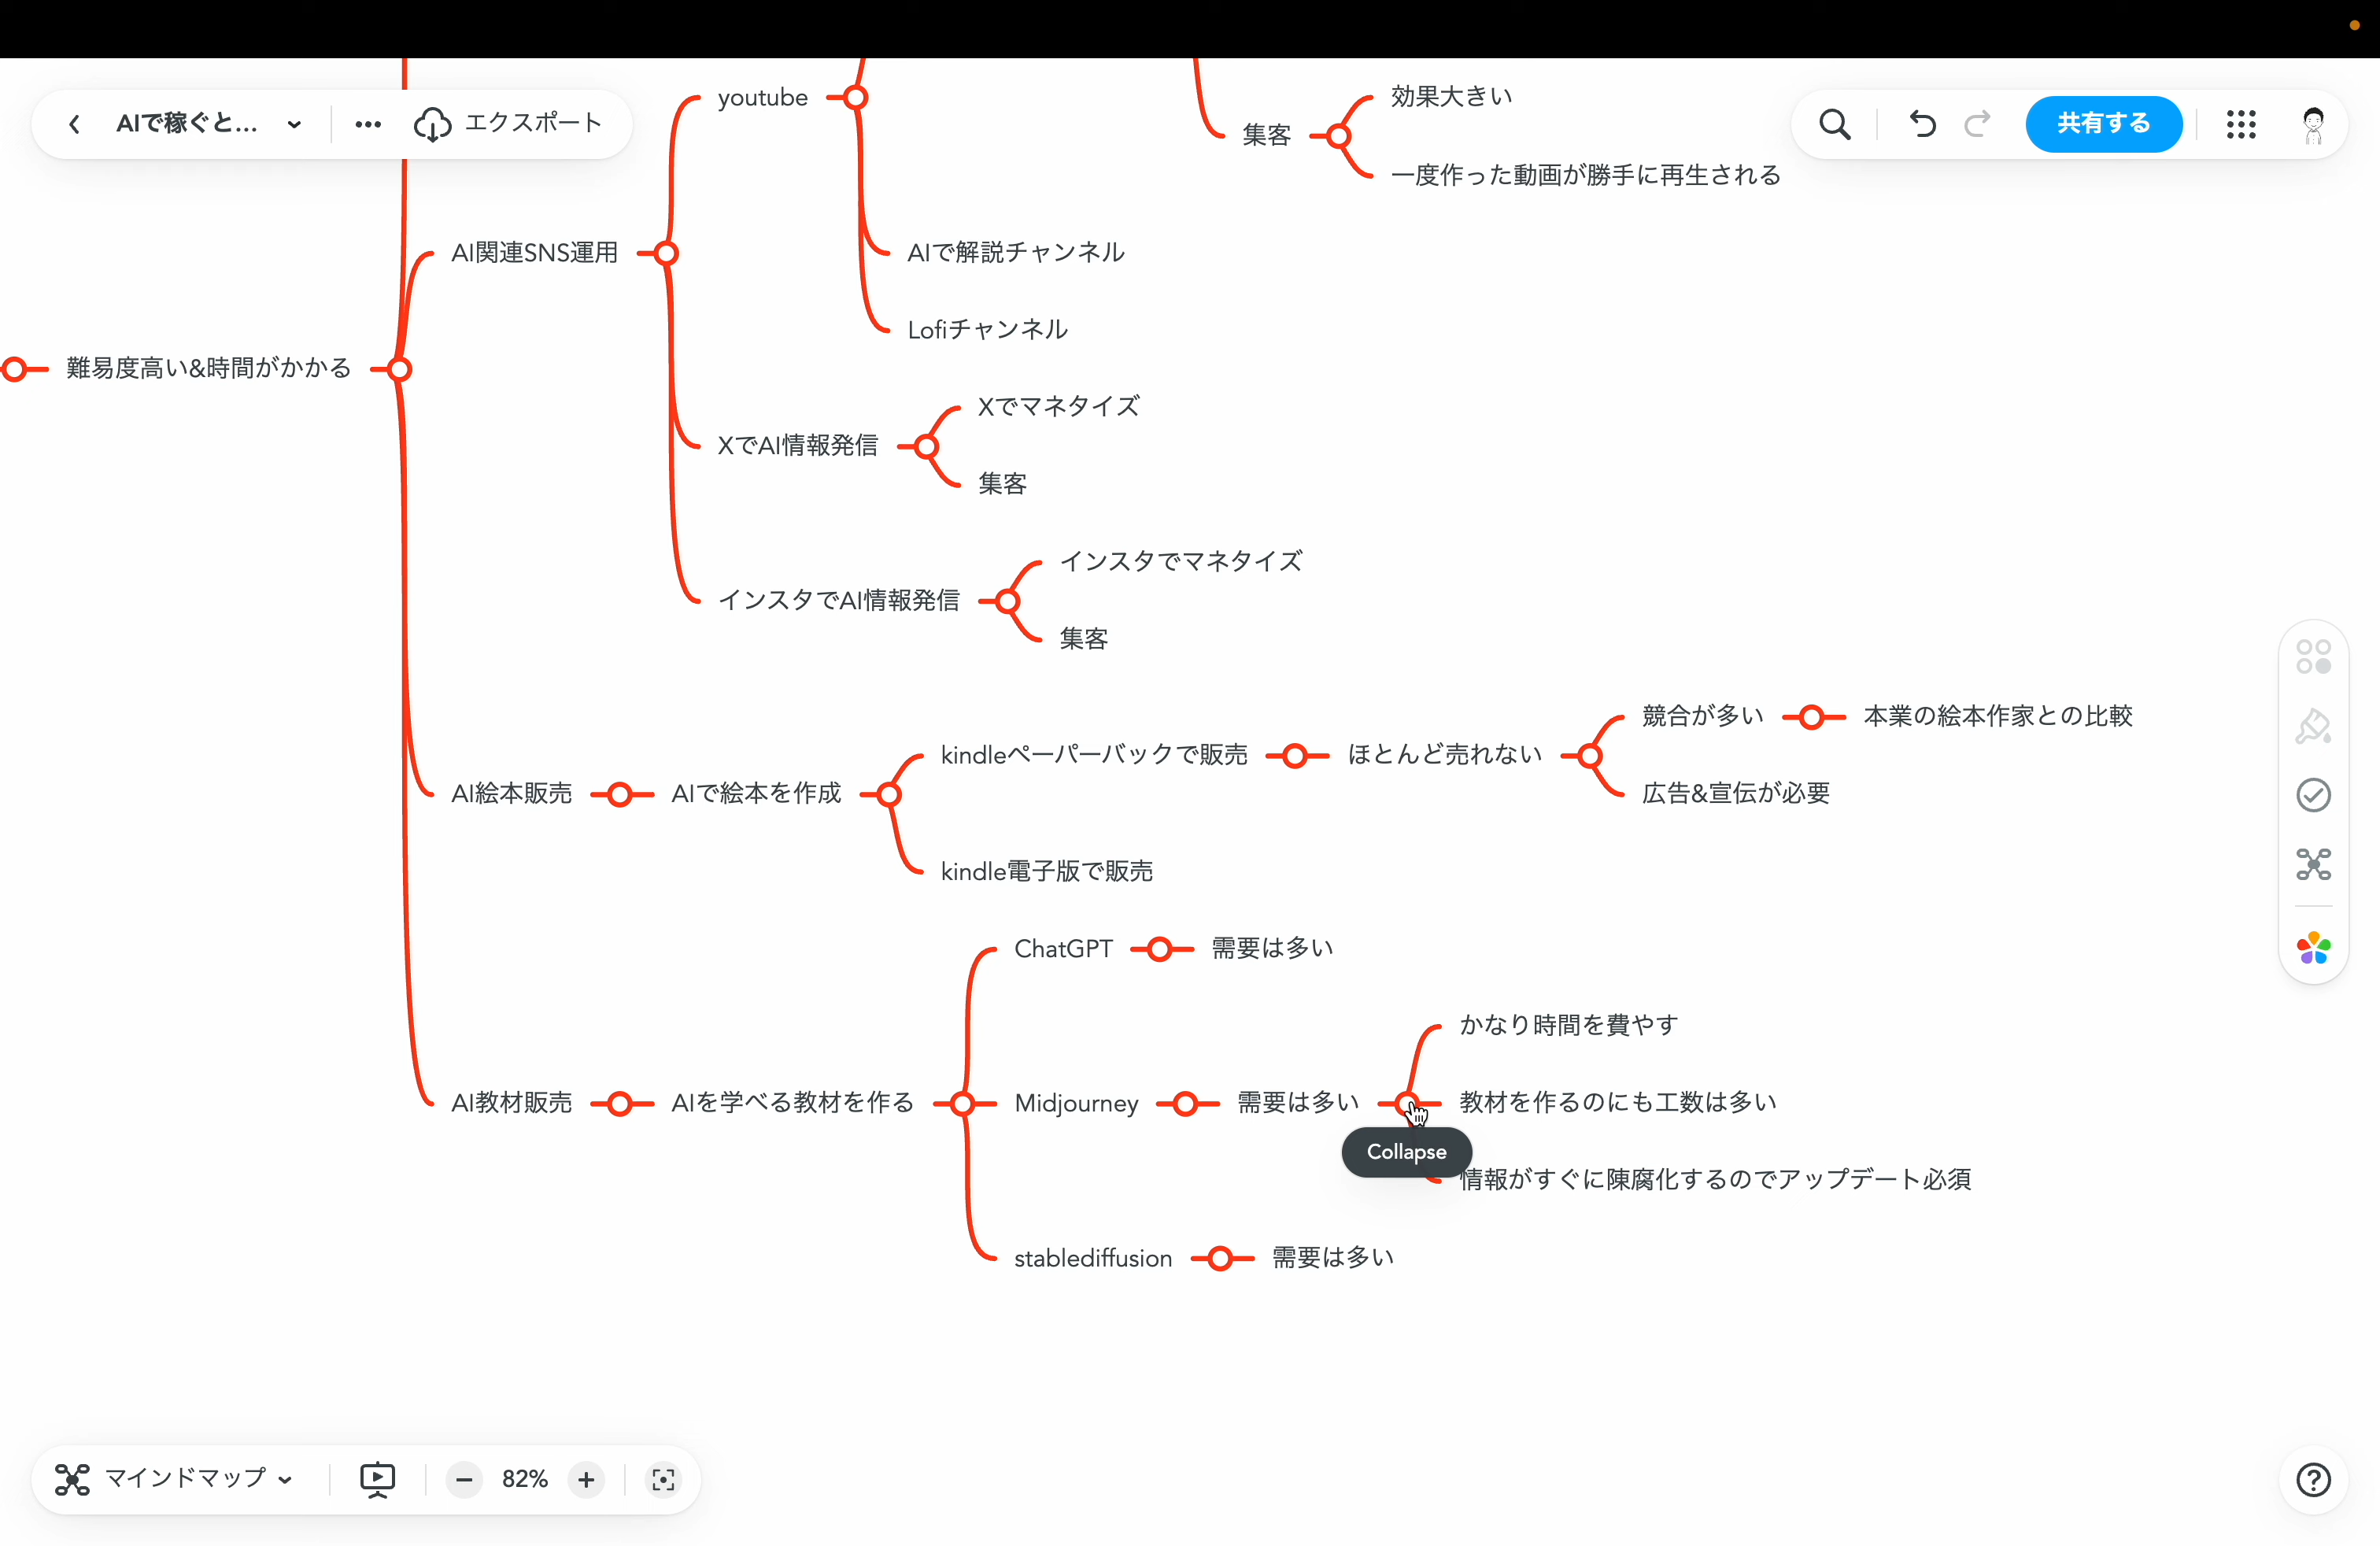 AIで稼ぐと...
エクスポート
共有する
youtube
集客
効果大きい
一度作った動画が勝手に再生される
AI関連SNS運用
AIで解説チャンネル
Lofiチャンネル
難易度高い&時間がかかる
XでAI情報発信
Xでマネタイズ
集客
インスタでAI情報発信
インスタでマネタイズ
集客
AI絵本販売
AIで絵本を作成
kindleペーパーバックで販売
ほとんど売れない
競合が多い
本業の絵本作家との比較
広告&宣伝が必要
kindle電子版で販売
ChatGPT
需要は多い
AI教材販売
AIを学べる教材を作る
Midjourney
需要は多い
かなり時間を費やす
教材を作るのにも工数は多い
Collapse
情報がすぐに陳腐化するのでアップデート必須
stablediffusion
需要は多い
マインドマップ
82%